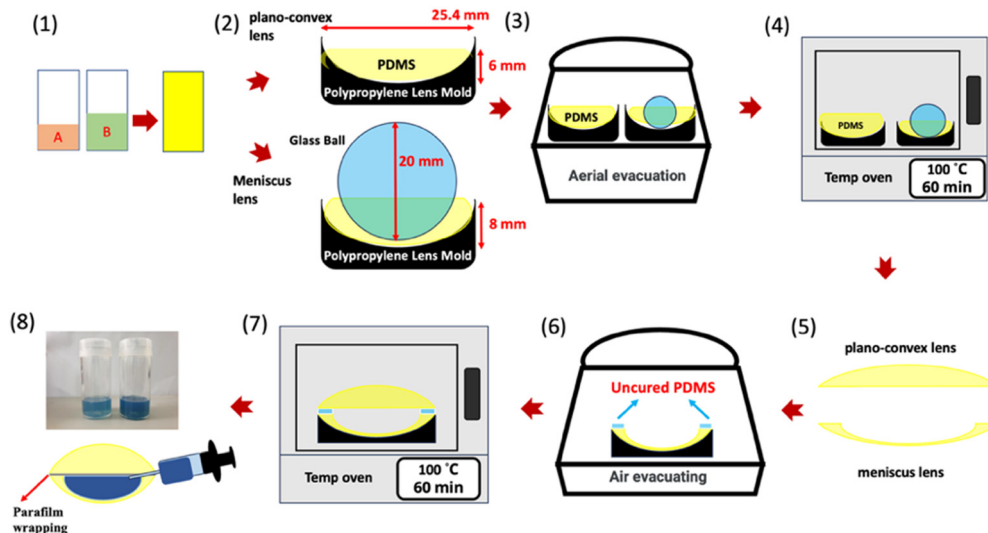 (1)
A
B
(2)
plano-convex
lens
25.4 mm
PDMS
6 mm
Polypropylene Lens Mold
Glass Ball
20 mm
Meniscus
lens
8 mm
Polypropylene Lens Mold
(3)
PDMS
Aerial evacuation
(4)
PDMS
Temp oven
100 °C
60 min
(5)
plano-convex lens
meniscus lens
(6)
Uncured PDMS
Air evacuating
(7)
Temp oven
100 °C
60 min
(8)
Parafilm
wrapping